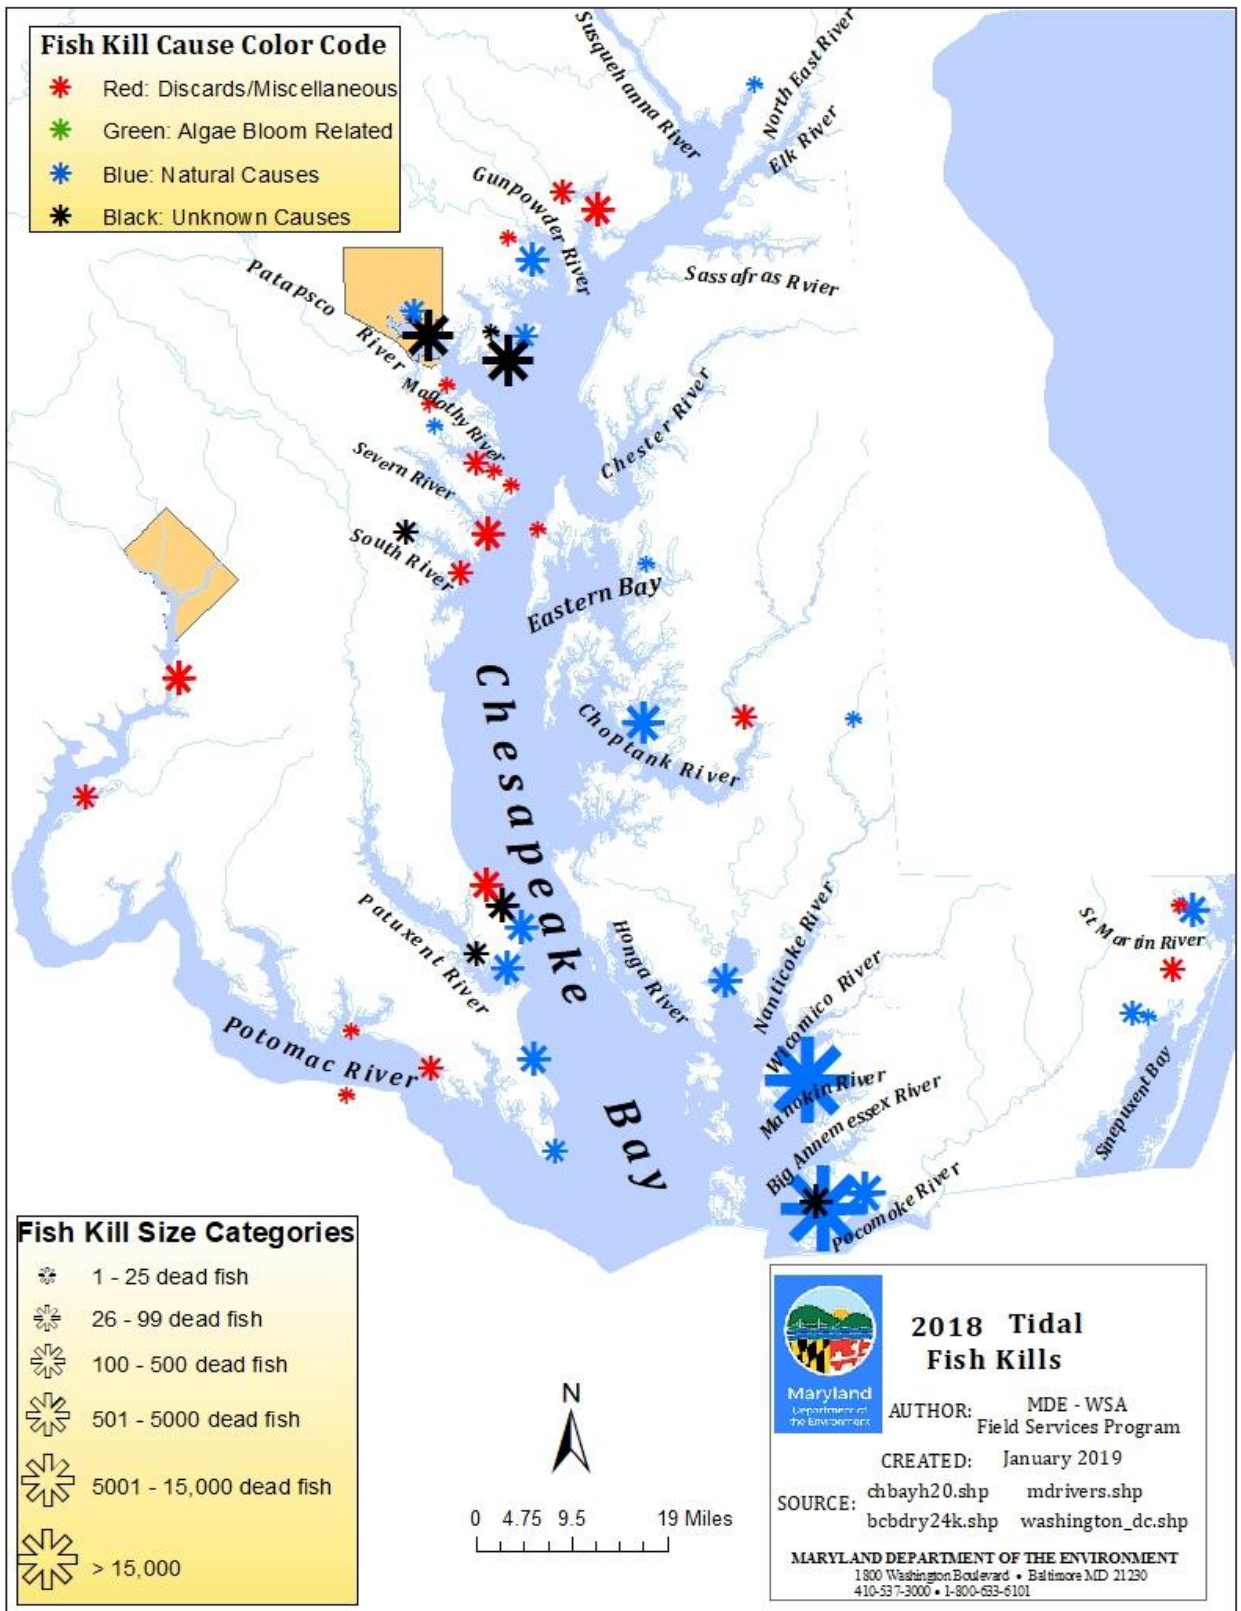 Fish Kill Cause Color Code
Red: Discards/Miscellaneous
Green: Algae Bloom Related
Blue: Natural Causes
Black: Unknown Causes
Susquehanna River
North East River
Elk River
Gunpowder River
Sassafras Rvier
Patapsco River
Magothy River
Chester River
Severn River
South River
Eastern Bay
Chesapeake Bay
Choptank River
Patuxent River
Honga River
Nanticoke River
Wicomico River
St Martin River
Potomac River
Manokin River
Big Annemessex River
Sinepuxent Bay
Pocomoke River
Fish Kill Size Categories
1 - 25 dead fish
26 - 99 dead fish
100 - 500 dead fish
501 - 5000 dead fish
5001 - 15,000 dead fish
> 15,000
N
0 4.75 9.5 19 Miles
Maryland
Department of
the Environment
2018 Tidal
Fish Kills
AUTHOR: MDE - WSA
Field Services Program
CREATED: January 2019
SOURCE: chbayh20.shp mdrivers.shp
bcbdry24k.shp washington_dc.shp
MARYLAND DEPARTMENT OF THE ENVIRONMENT
1800 Washington Boulevard • Baltimore MD 21230
410-537-3000 • 1-800-633-6101